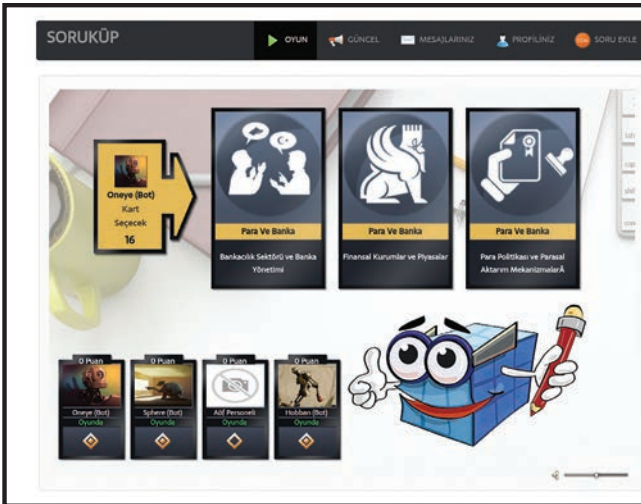 SORUKÜP
OYUN
GÜNCEL
MESAJLARINIZ
PROFİLİNİZ
SORU EKLE
Oneye (Bot)
Kart
Seçecek
16
Para Ve Banka
Bankacılık Sektörü ve Banka
Yönetimi
Para Ve Banka
Finansal Kurumlar ve Piyasalar
Para Ve Banka
Para Politikası ve Parasal
Aktarım MekanizmalarÄ
0 Puan
Oneye (Bot)
Oyunda
0 Puan
Sphere (Bot)
Oyunda
0 Puan
Aöf Personeli
Oyunda
0 Puan
Hobban (Bot)
Oyunda